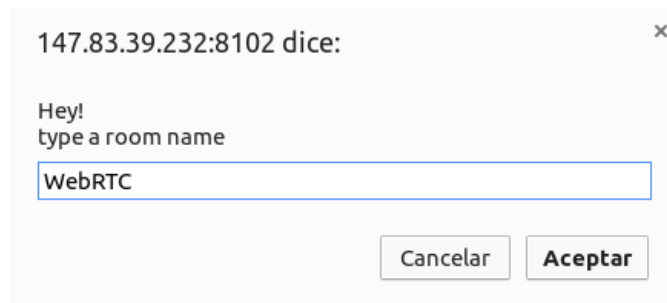 147.83.39.232:8102 dice:
Hey!
type a room name
WebRTC
Cancelar Aceptar